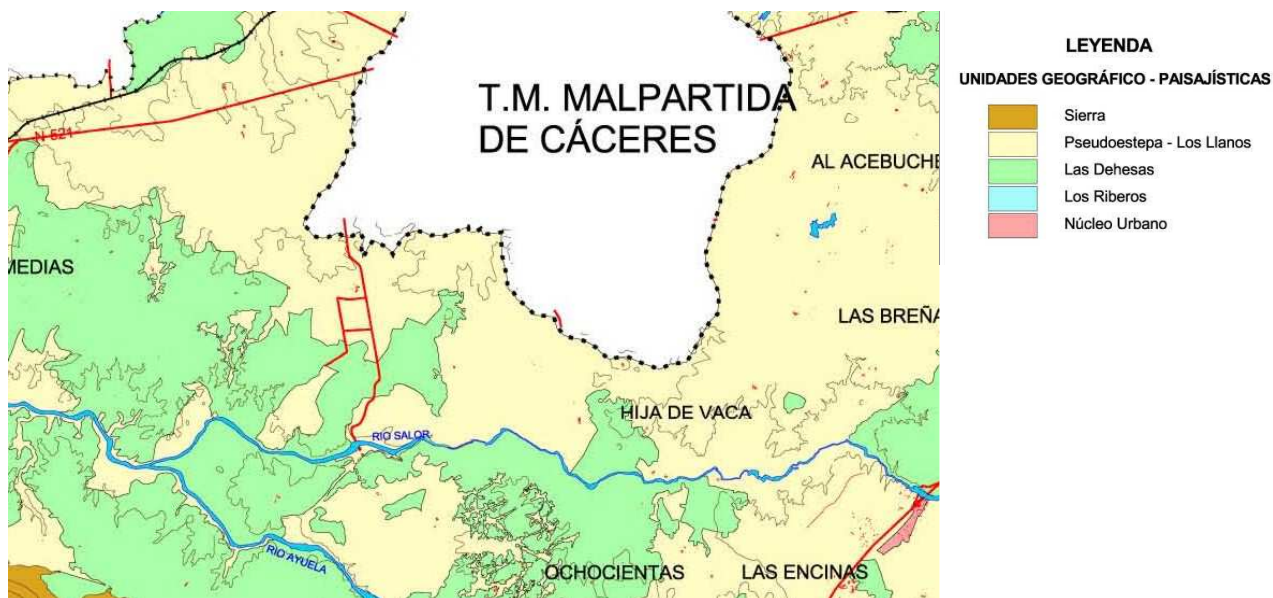 T.M. MALPARTIDA
DE CÁCERES
N 521
AL ACEBUCHE
MEDIAS
LAS BREÑA
HIJA DE VACA
RIO SALOR
RIO AYUELA
OCHOCIENTAS
LAS ENCINAS
LEYENDA
UNIDADES GEOGRÁFICO - PAISAJÍSTICAS
Sierra
Pseudoestepa - Los Llanos
Las Dehesas
Los Riberos
Núcleo Urbano